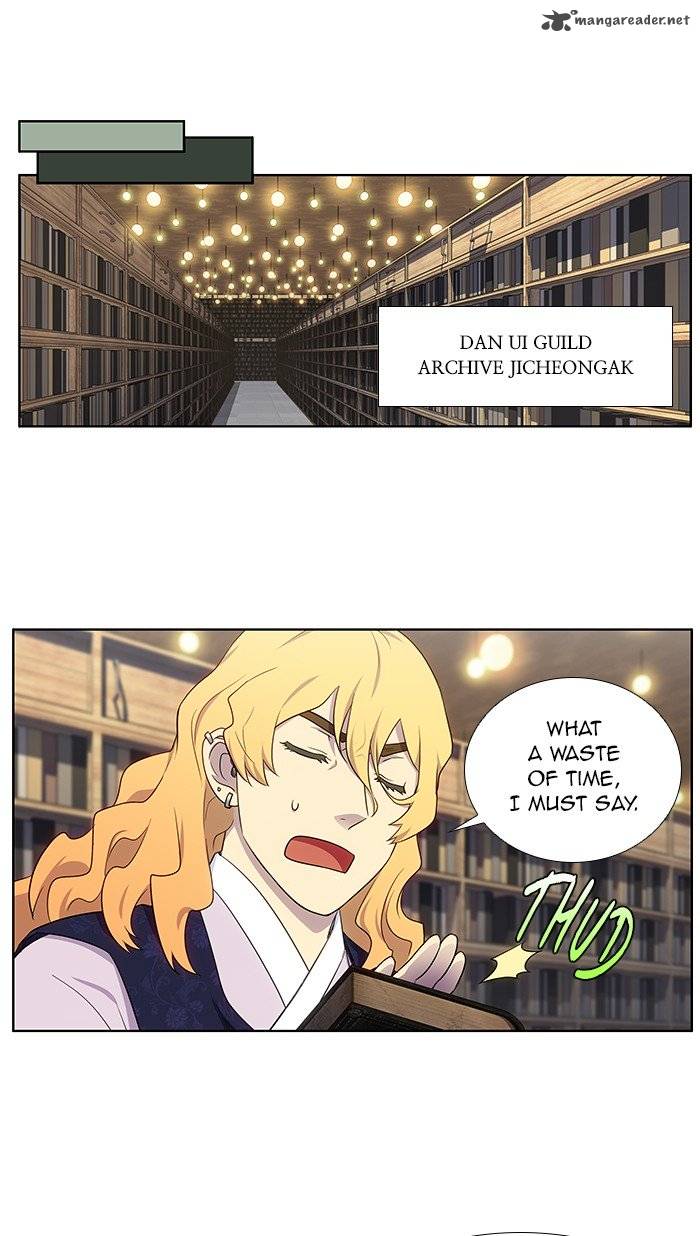 mangareader.net
DAN UI GUILD
ARCHIVE JICHEONGAK
WHAT
A WASTE
OF TIME,
I MUST SAY.
THUD